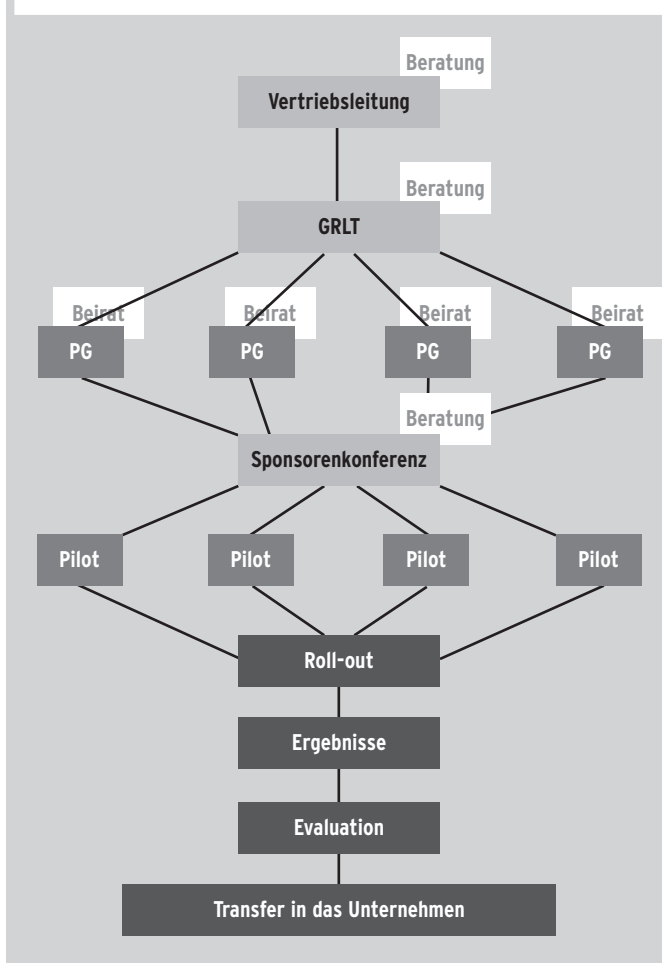 Beratung
Vertriebsleitung
Beratung
GRLT
Beirat Beirat Beirat Beirat
PG PG PG PG
Beratung
Sponsorenkonferenz
Pilot Pilot Pilot Pilot
Roll-out
Ergebnisse
Evaluation
Transfer in das Unternehmen